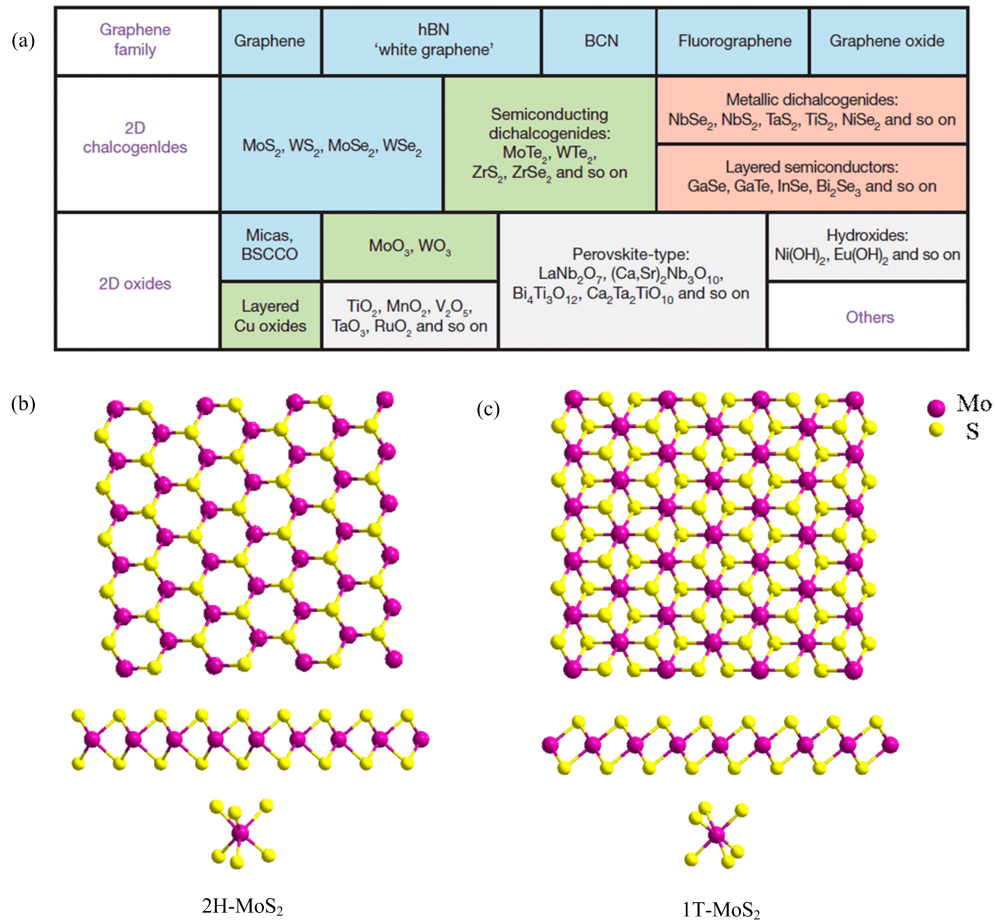 (a)
Graphene
family
Graphene
hBN
‘white graphene’
BCN
Fluorographene
Graphene oxide
2D
chalcogenIdes
MoS₂, WS₂, MoSe₂, WSe₂
Semiconducting
dichalcogenides:
MoTe₂, WTe₂,
ZrS₂, ZrSe₂ and so on
Metallic dichalcogenides:
NbSe₂, NbS₂, TaS₂, TiS₂, NiSe₂ and so on
Layered semiconductors:
GaSe, GaTe, InSe, Bi₂Se₃ and so on
2D oxides
Micas,
BSCCO
MoO₃, WO₃
Perovskite-type:
LaNb₂O₇, (Ca,Sr)₂Nb₃O₁₀,
Bi₄Ti₃O₁₂, Ca₂Ta₂TiO₁₀ and so on
Hydroxides:
Ni(OH)₂, Eu(OH)₂ and so on
Layered
Cu oxides
TiO₂, MnO₂, V₂O₅,
TaO₃, RuO₂ and so on
Others
(b)
(c)
Mo
S
2H-MoS₂
1T-MoS₂